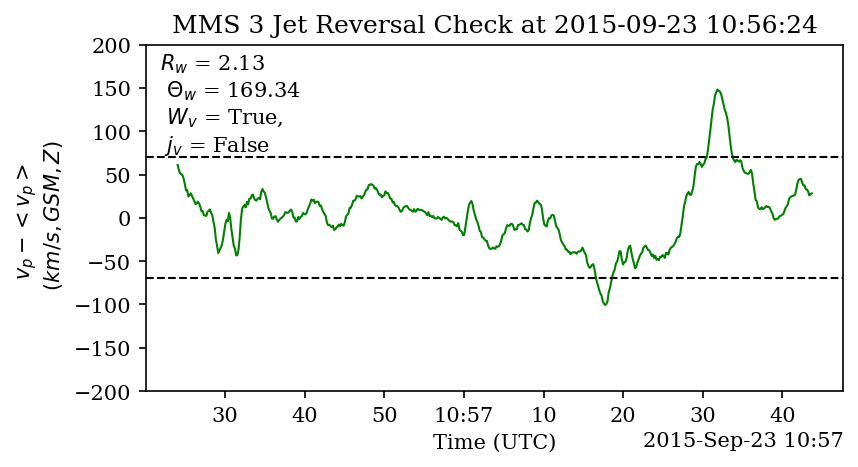 MMS 3 Jet Reversal Check at 2015-09-23 10:56:24
200
150
100
50
0
−50
−100
−150
−200
v_p − <v_p>
(km/s, GSM, Z)
R_w = 2.13
Θ_w = 169.34
W_v = True,
j_v = False
30 40 50 10:57 10 20 30 40
Time (UTC)
2015-Sep-23 10:57